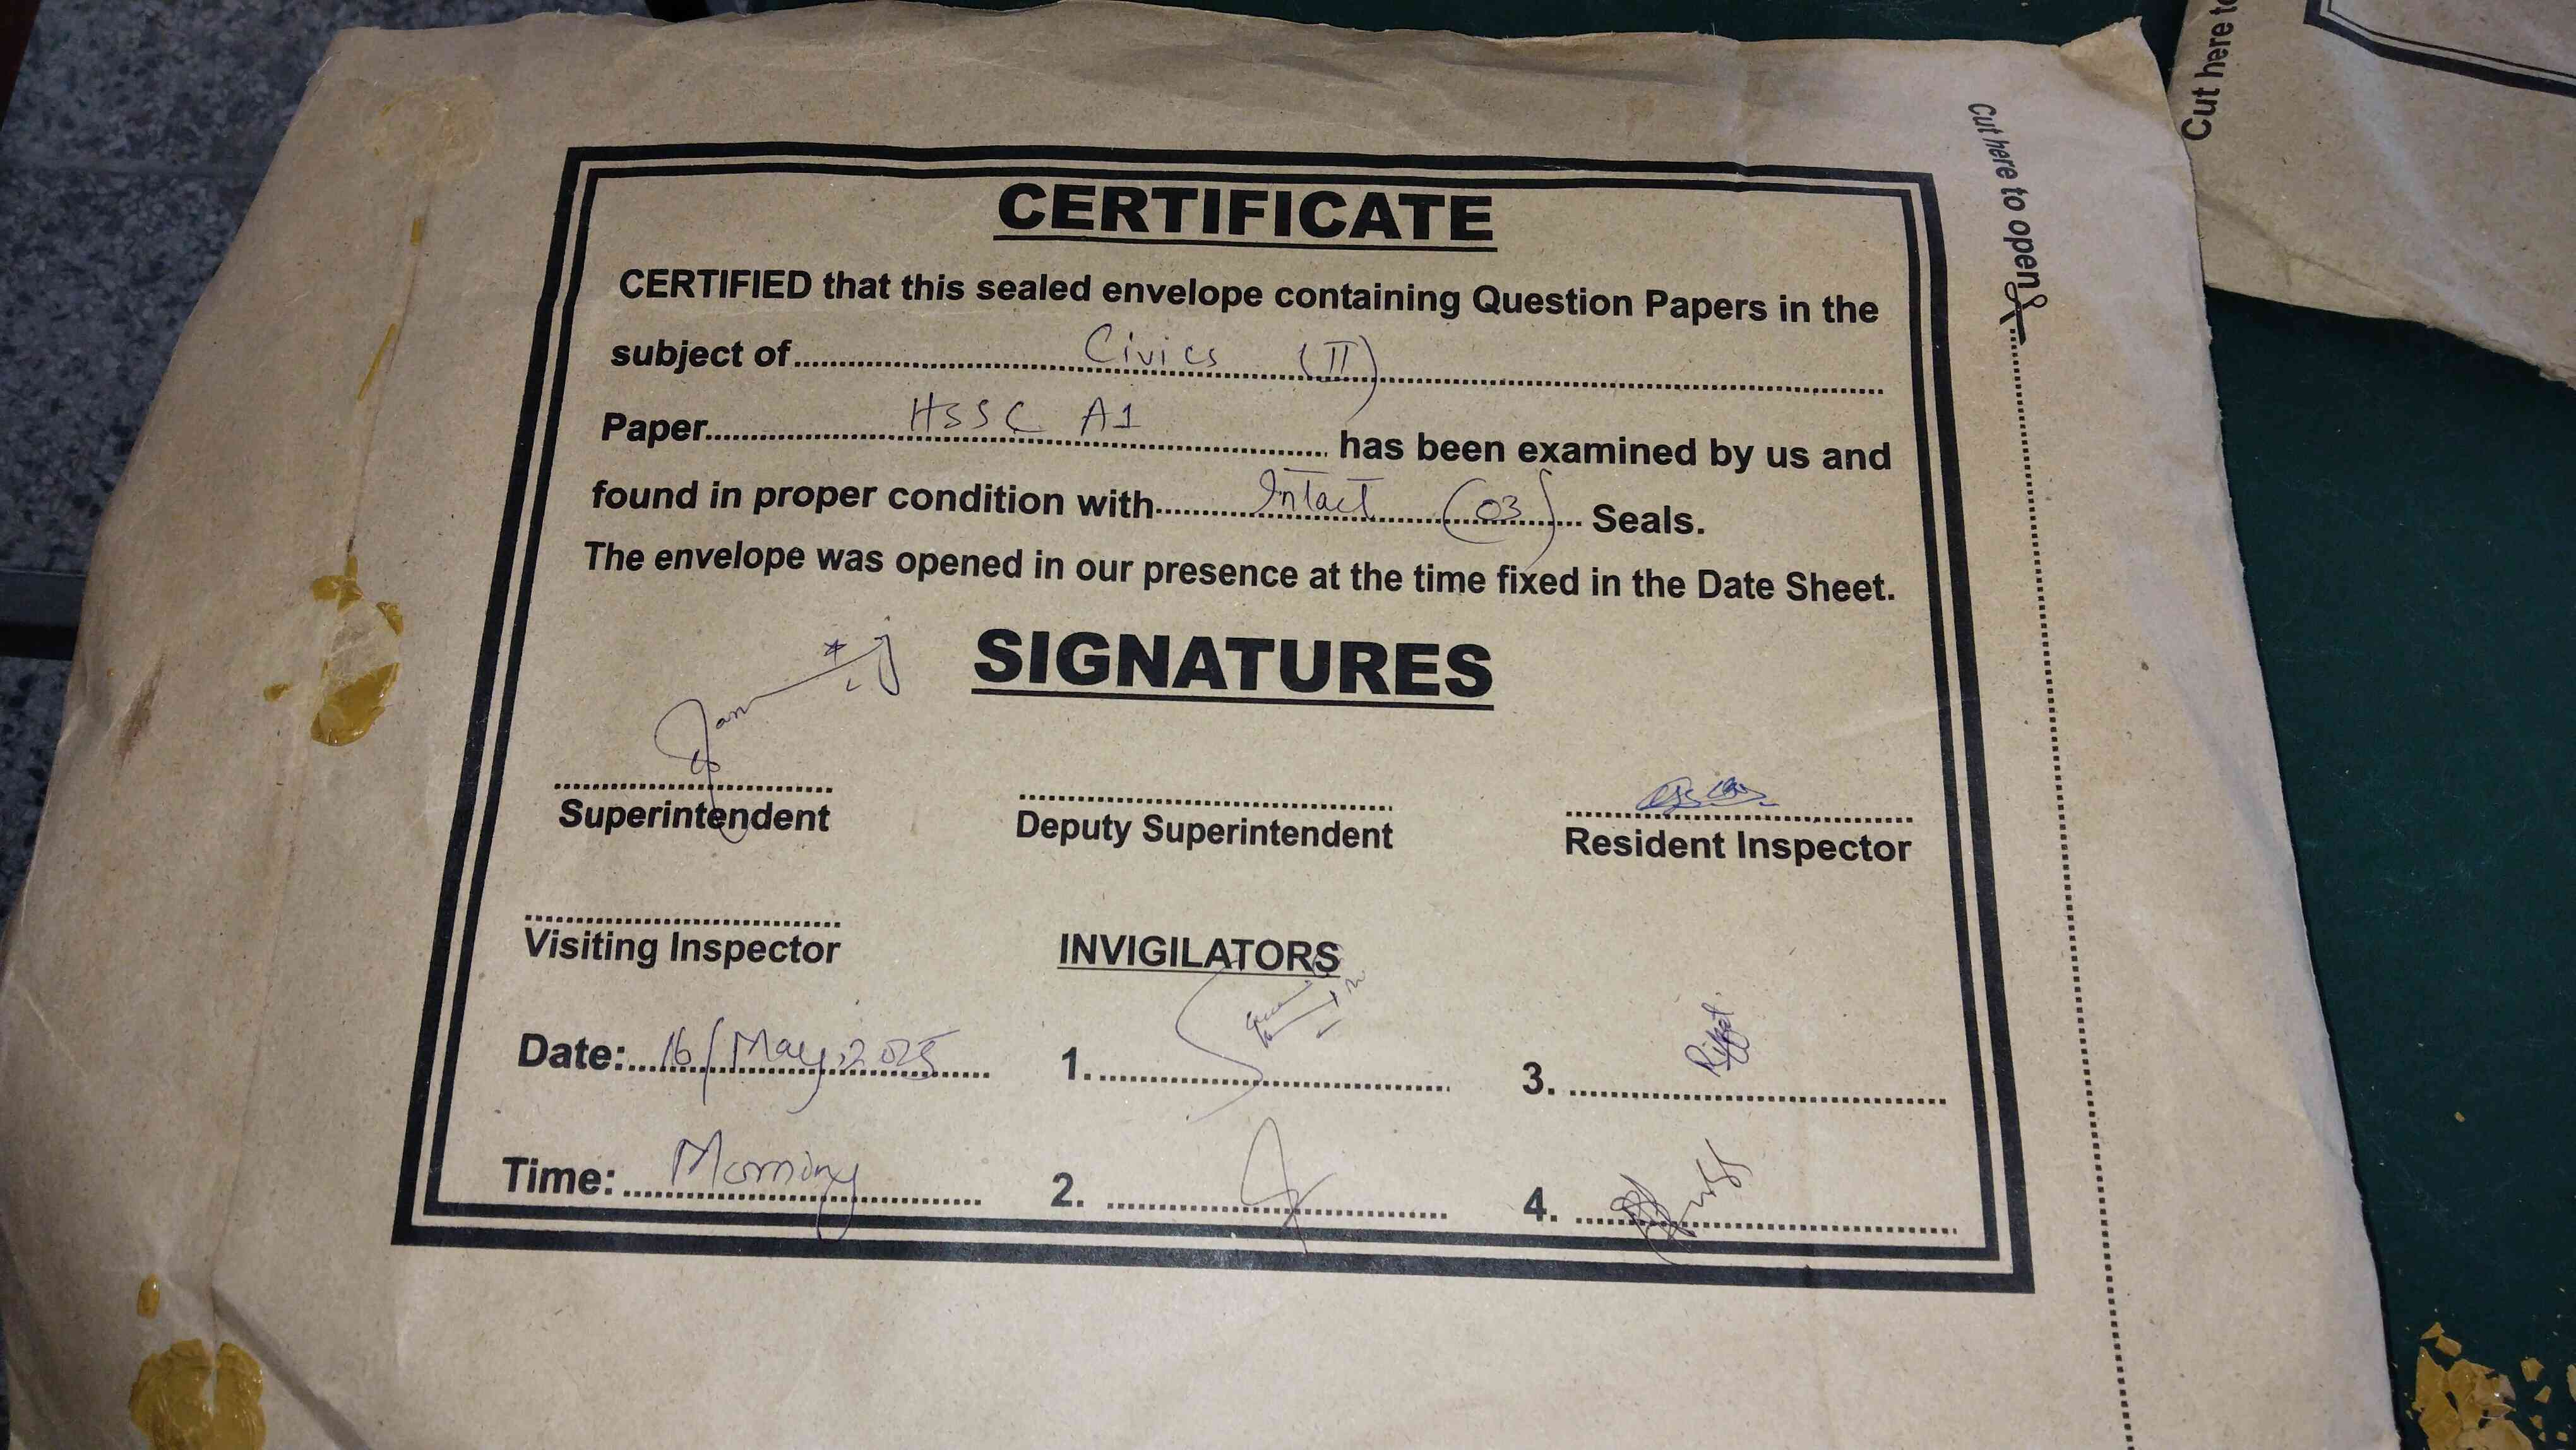 CERTIFICATE
CERTIFIED that this sealed envelope containing Question Papers in the
subject of Civics (II)
Paper HSSC A1 has been examined by us and
found in proper condition with Intact (03) Seals.
The envelope was opened in our presence at the time fixed in the Date Sheet.
SIGNATURES
Superintendent
Deputy Superintendent
Resident Inspector
Visiting Inspector
INVIGILATORS
Date: 16/May,2025
1.
3.
Time: Morning
2.
4.
Cut here to open
Cut here to